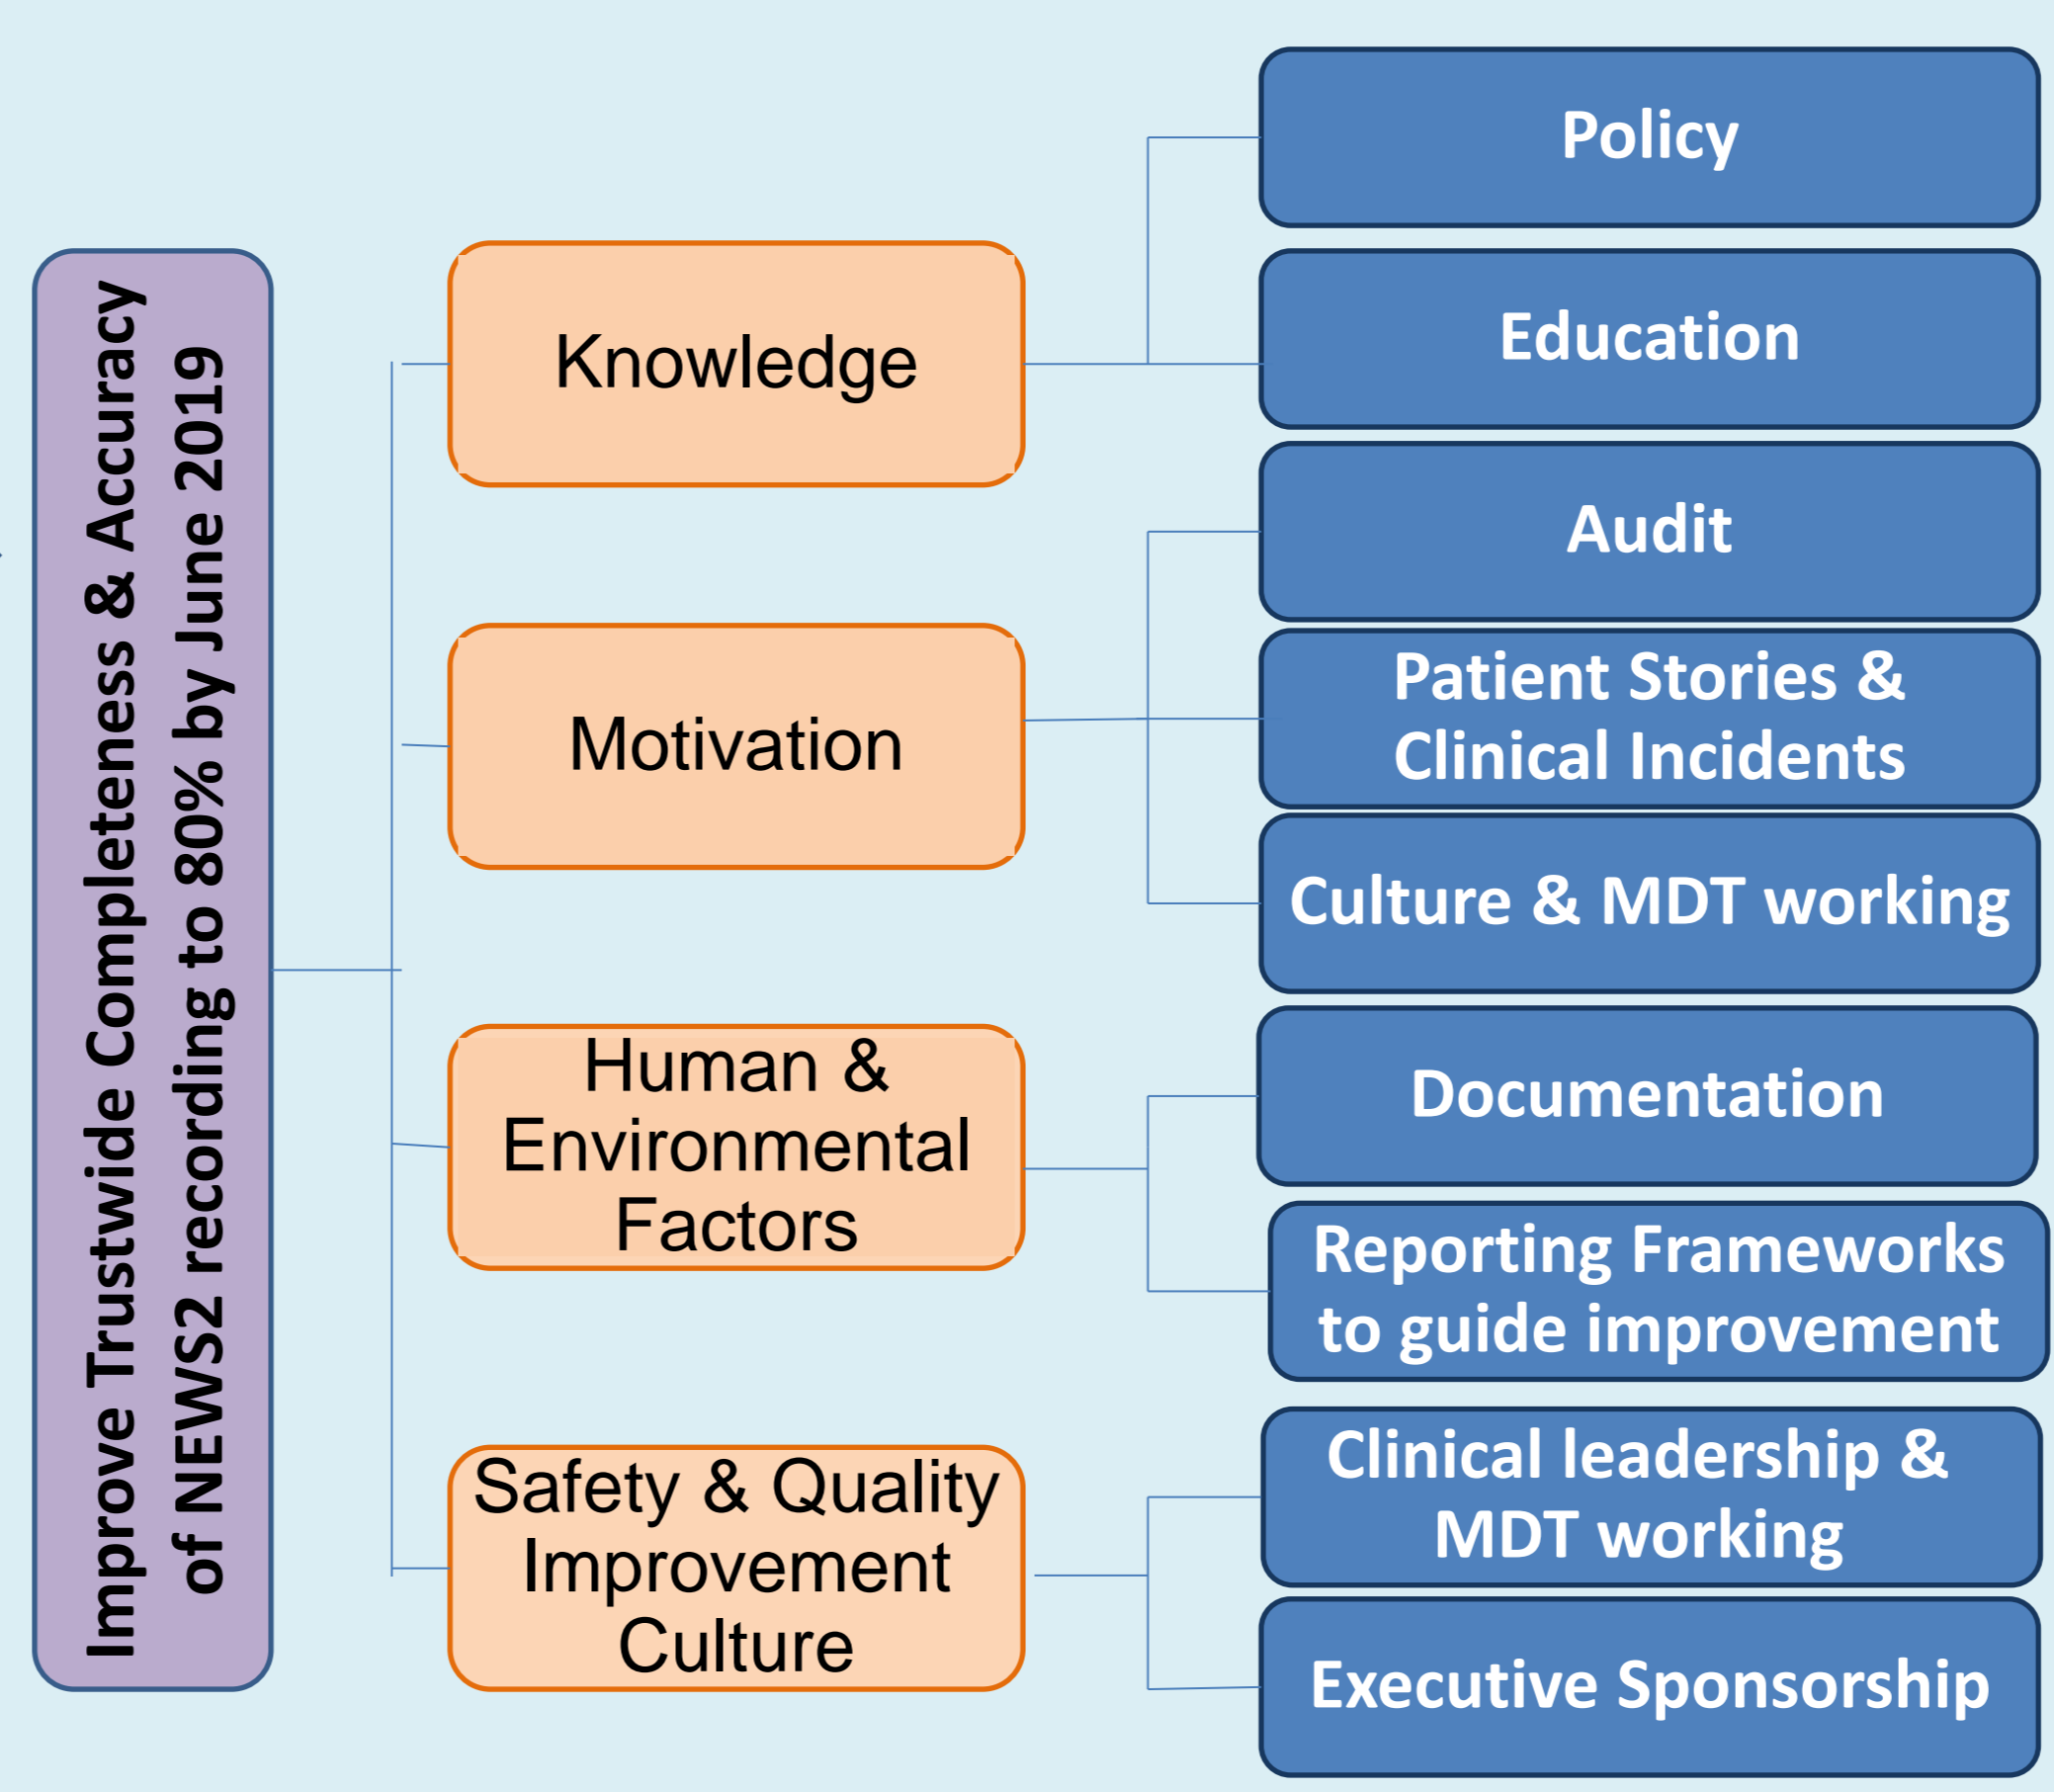 Improve Trustwide Completeness & Accuracy
of NEWS2 recording to 80% by June 2019
Knowledge
Policy
Education
Motivation
Audit
Patient Stories &
Clinical Incidents
Culture & MDT working
Human &
Environmental
Factors
Documentation
Reporting Frameworks
to guide improvement
Safety & Quality
Improvement
Culture
Clinical leadership &
MDT working
Executive Sponsorship